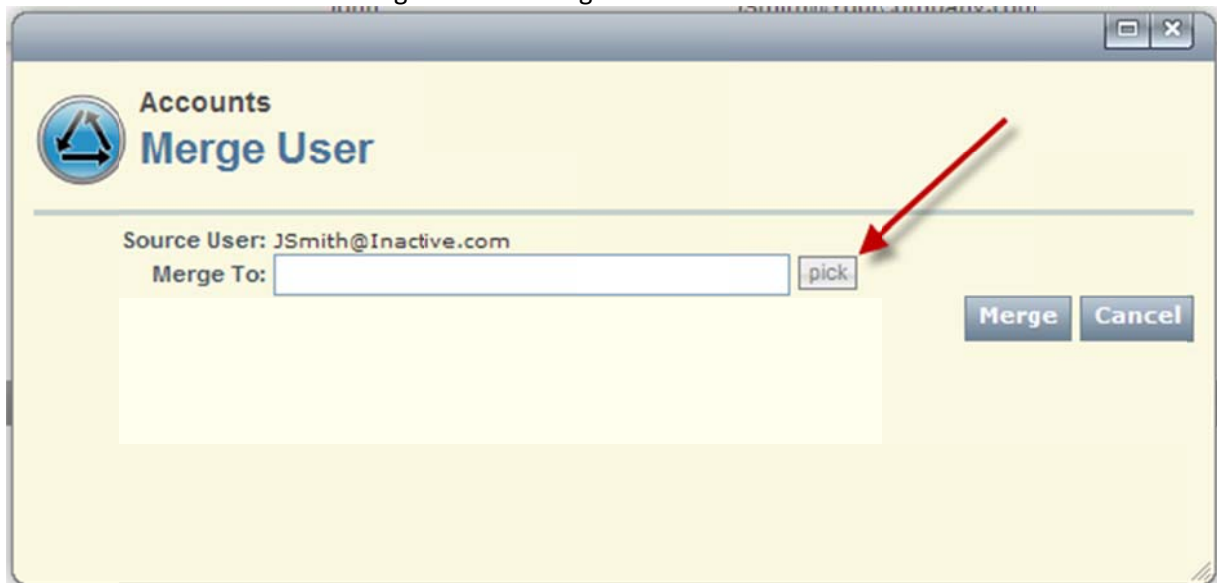 Accounts
Merge User
Source User: JSmith@Inactive.com
Merge To: pick
Merge Cancel